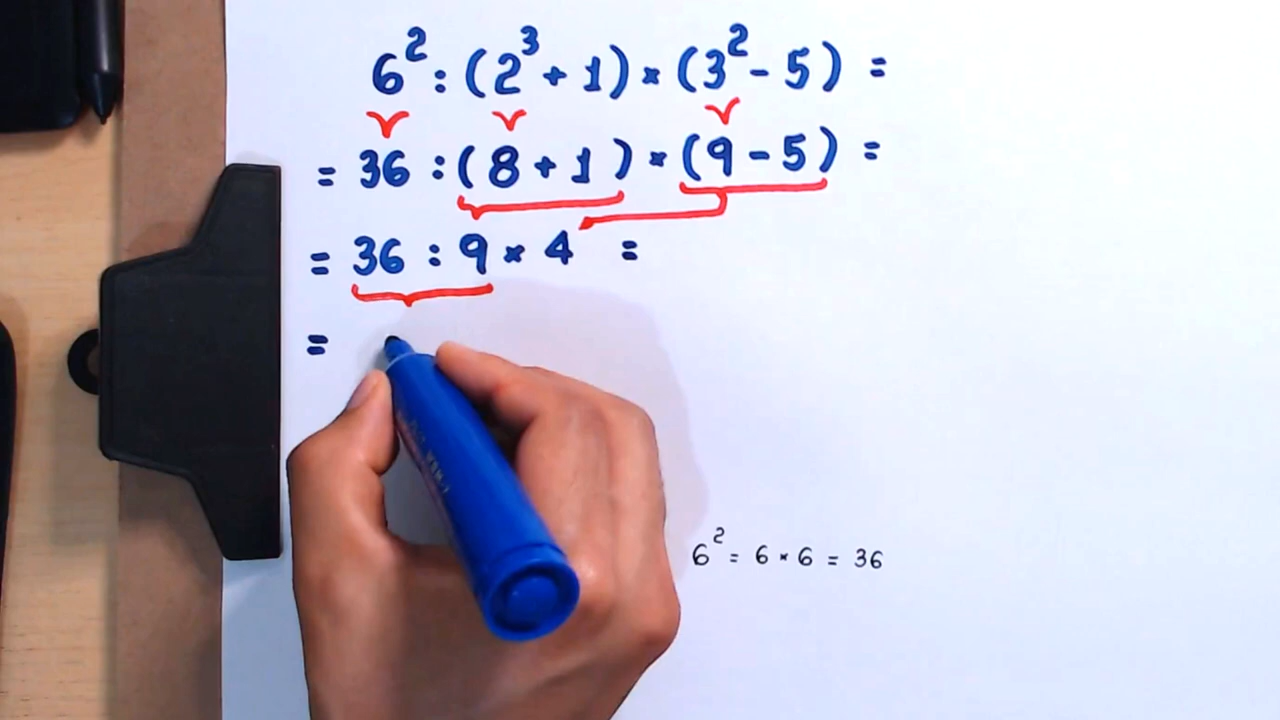 6² : (2³ + 1) × (3² - 5) =
= 36 : (8 + 1) × (9 - 5) =
= 36 : 9 × 4 =
=
6² = 6 × 6 = 36